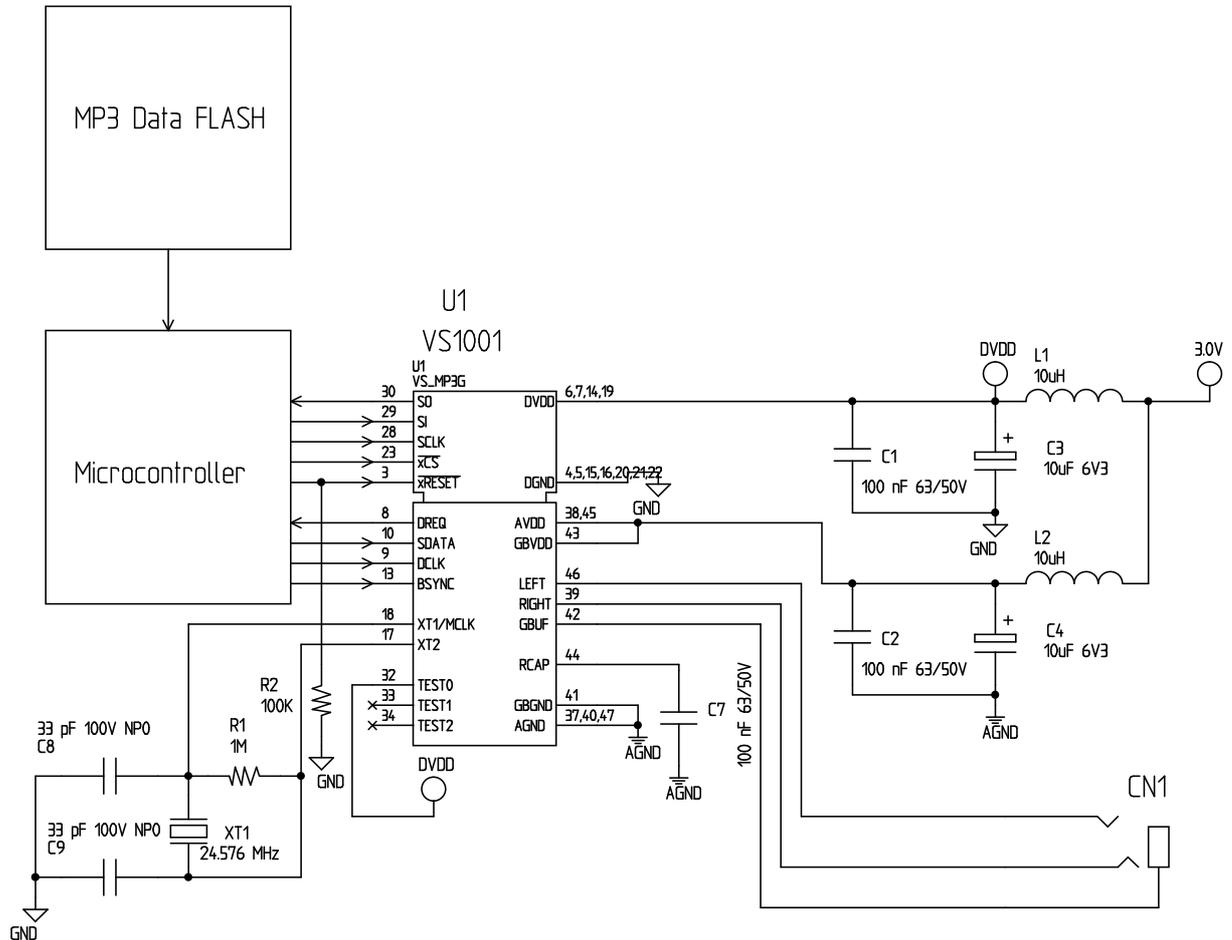 MP3 Data FLASH
U1
VS1001
U1
VS_MP3G
Microcontroller
30 SO
29 SI
28 SCLK
23 xCS
3 xRESET
8 DREQ
10 SDATA
9 DCLK
13 BSYNC
18 XT1/MCLK
17 XT2
32 TEST0
33 TEST1
34 TEST2
DVDD 6,7,14,19
DGND 4,5,15,16,20,21,22
GND
AVDD 38,45
GBVDD 43
LEFT 46
RIGHT 39
GBUF 42
RCAP 44
GBGND 41
AGND 37,40,47
AGND
DVDD
C7
100 nF 63/50V
AGND
DVDD
L1
10uH
3.0V
C1
100 nF 63/50V
+
C3
10uF 6V3
GND
L2
10uH
C2
100 nF 63/50V
+
C4
10uF 6V3
AGND
R2
100K
GND
R1
1M
33 pF 100V NPO
C8
33 pF 100V NPO
C9
XT1
24.576 MHz
GND
CN1